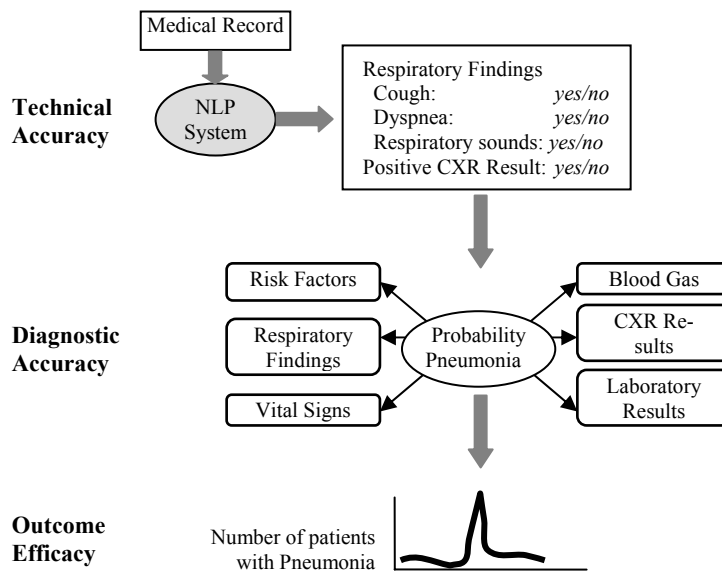 Medical Record
Technical
Accuracy
NLP
System
Respiratory Findings
Cough: yes/no
Dyspnea: yes/no
Respiratory sounds: yes/no
Positive CXR Result: yes/no
Diagnostic
Accuracy
Risk Factors
Respiratory
Findings
Vital Signs
Probability
Pneumonia
Blood Gas
CXR Re-
sults
Laboratory
Results
Outcome
Efficacy
Number of patients
with Pneumonia